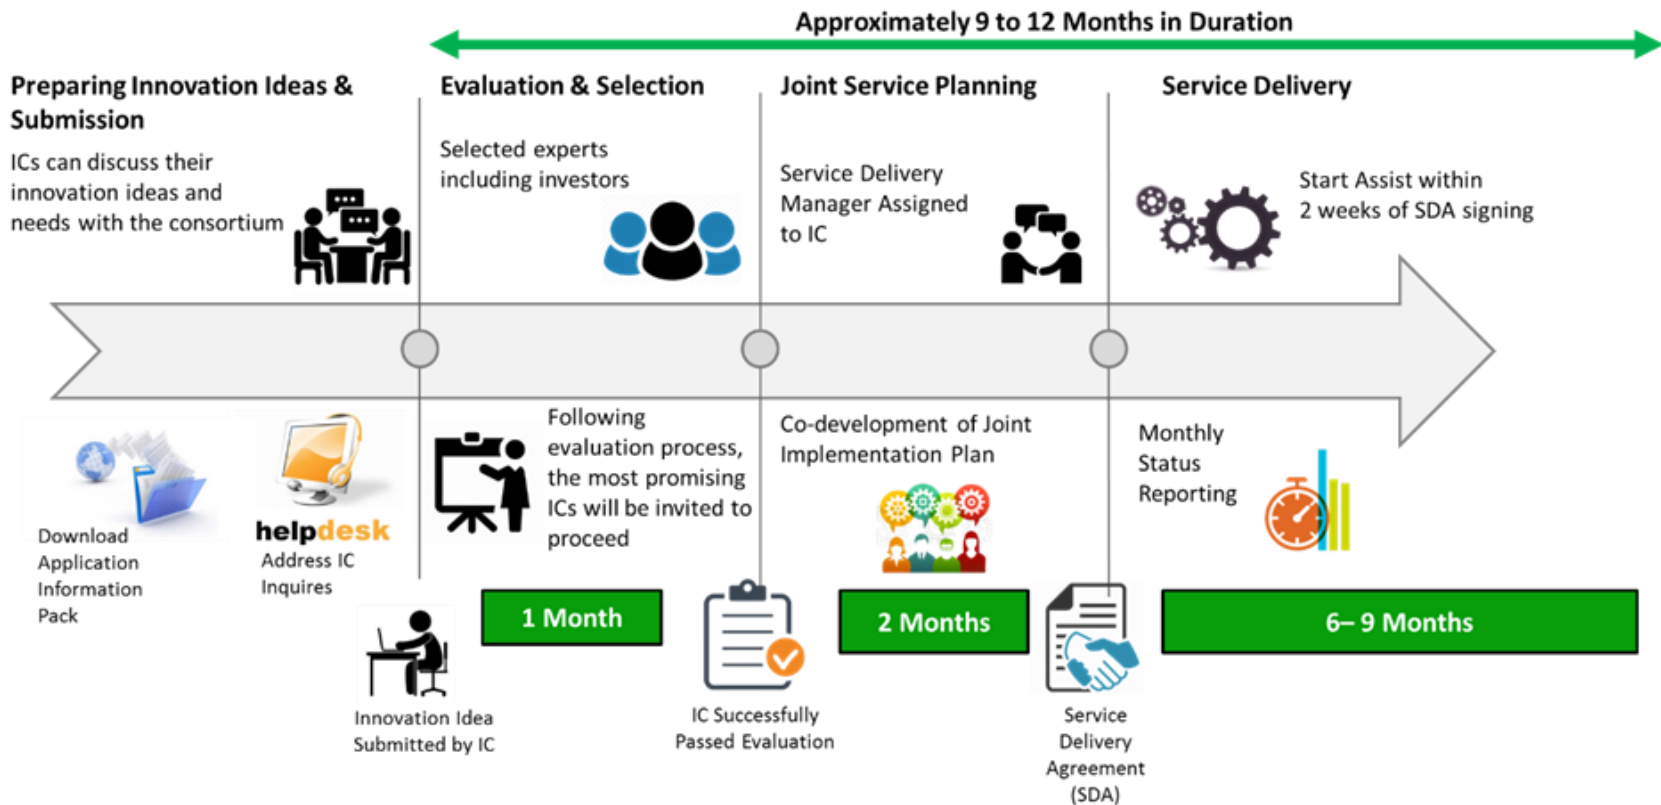 Approximately 9 to 12 Months in Duration
Preparing Innovation Ideas &
Submission
ICs can discuss their
innovation ideas and
needs with the consortium
Evaluation & Selection
Selected experts
including investors
Joint Service Planning
Service Delivery
Manager Assigned
to IC
Service Delivery
Start Assist within
2 weeks of SDA signing
Download
Application
Information
Pack
helpdesk
Address IC
Inquires
Following
evaluation process,
the most promising
ICs will be invited to
proceed
Co-development of Joint
Implementation Plan
Monthly
Status
Reporting
1 Month
2 Months
6– 9 Months
Innovation Idea
Submitted by IC
IC Successfully
Passed Evaluation
Service
Delivery
Agreement
(SDA)